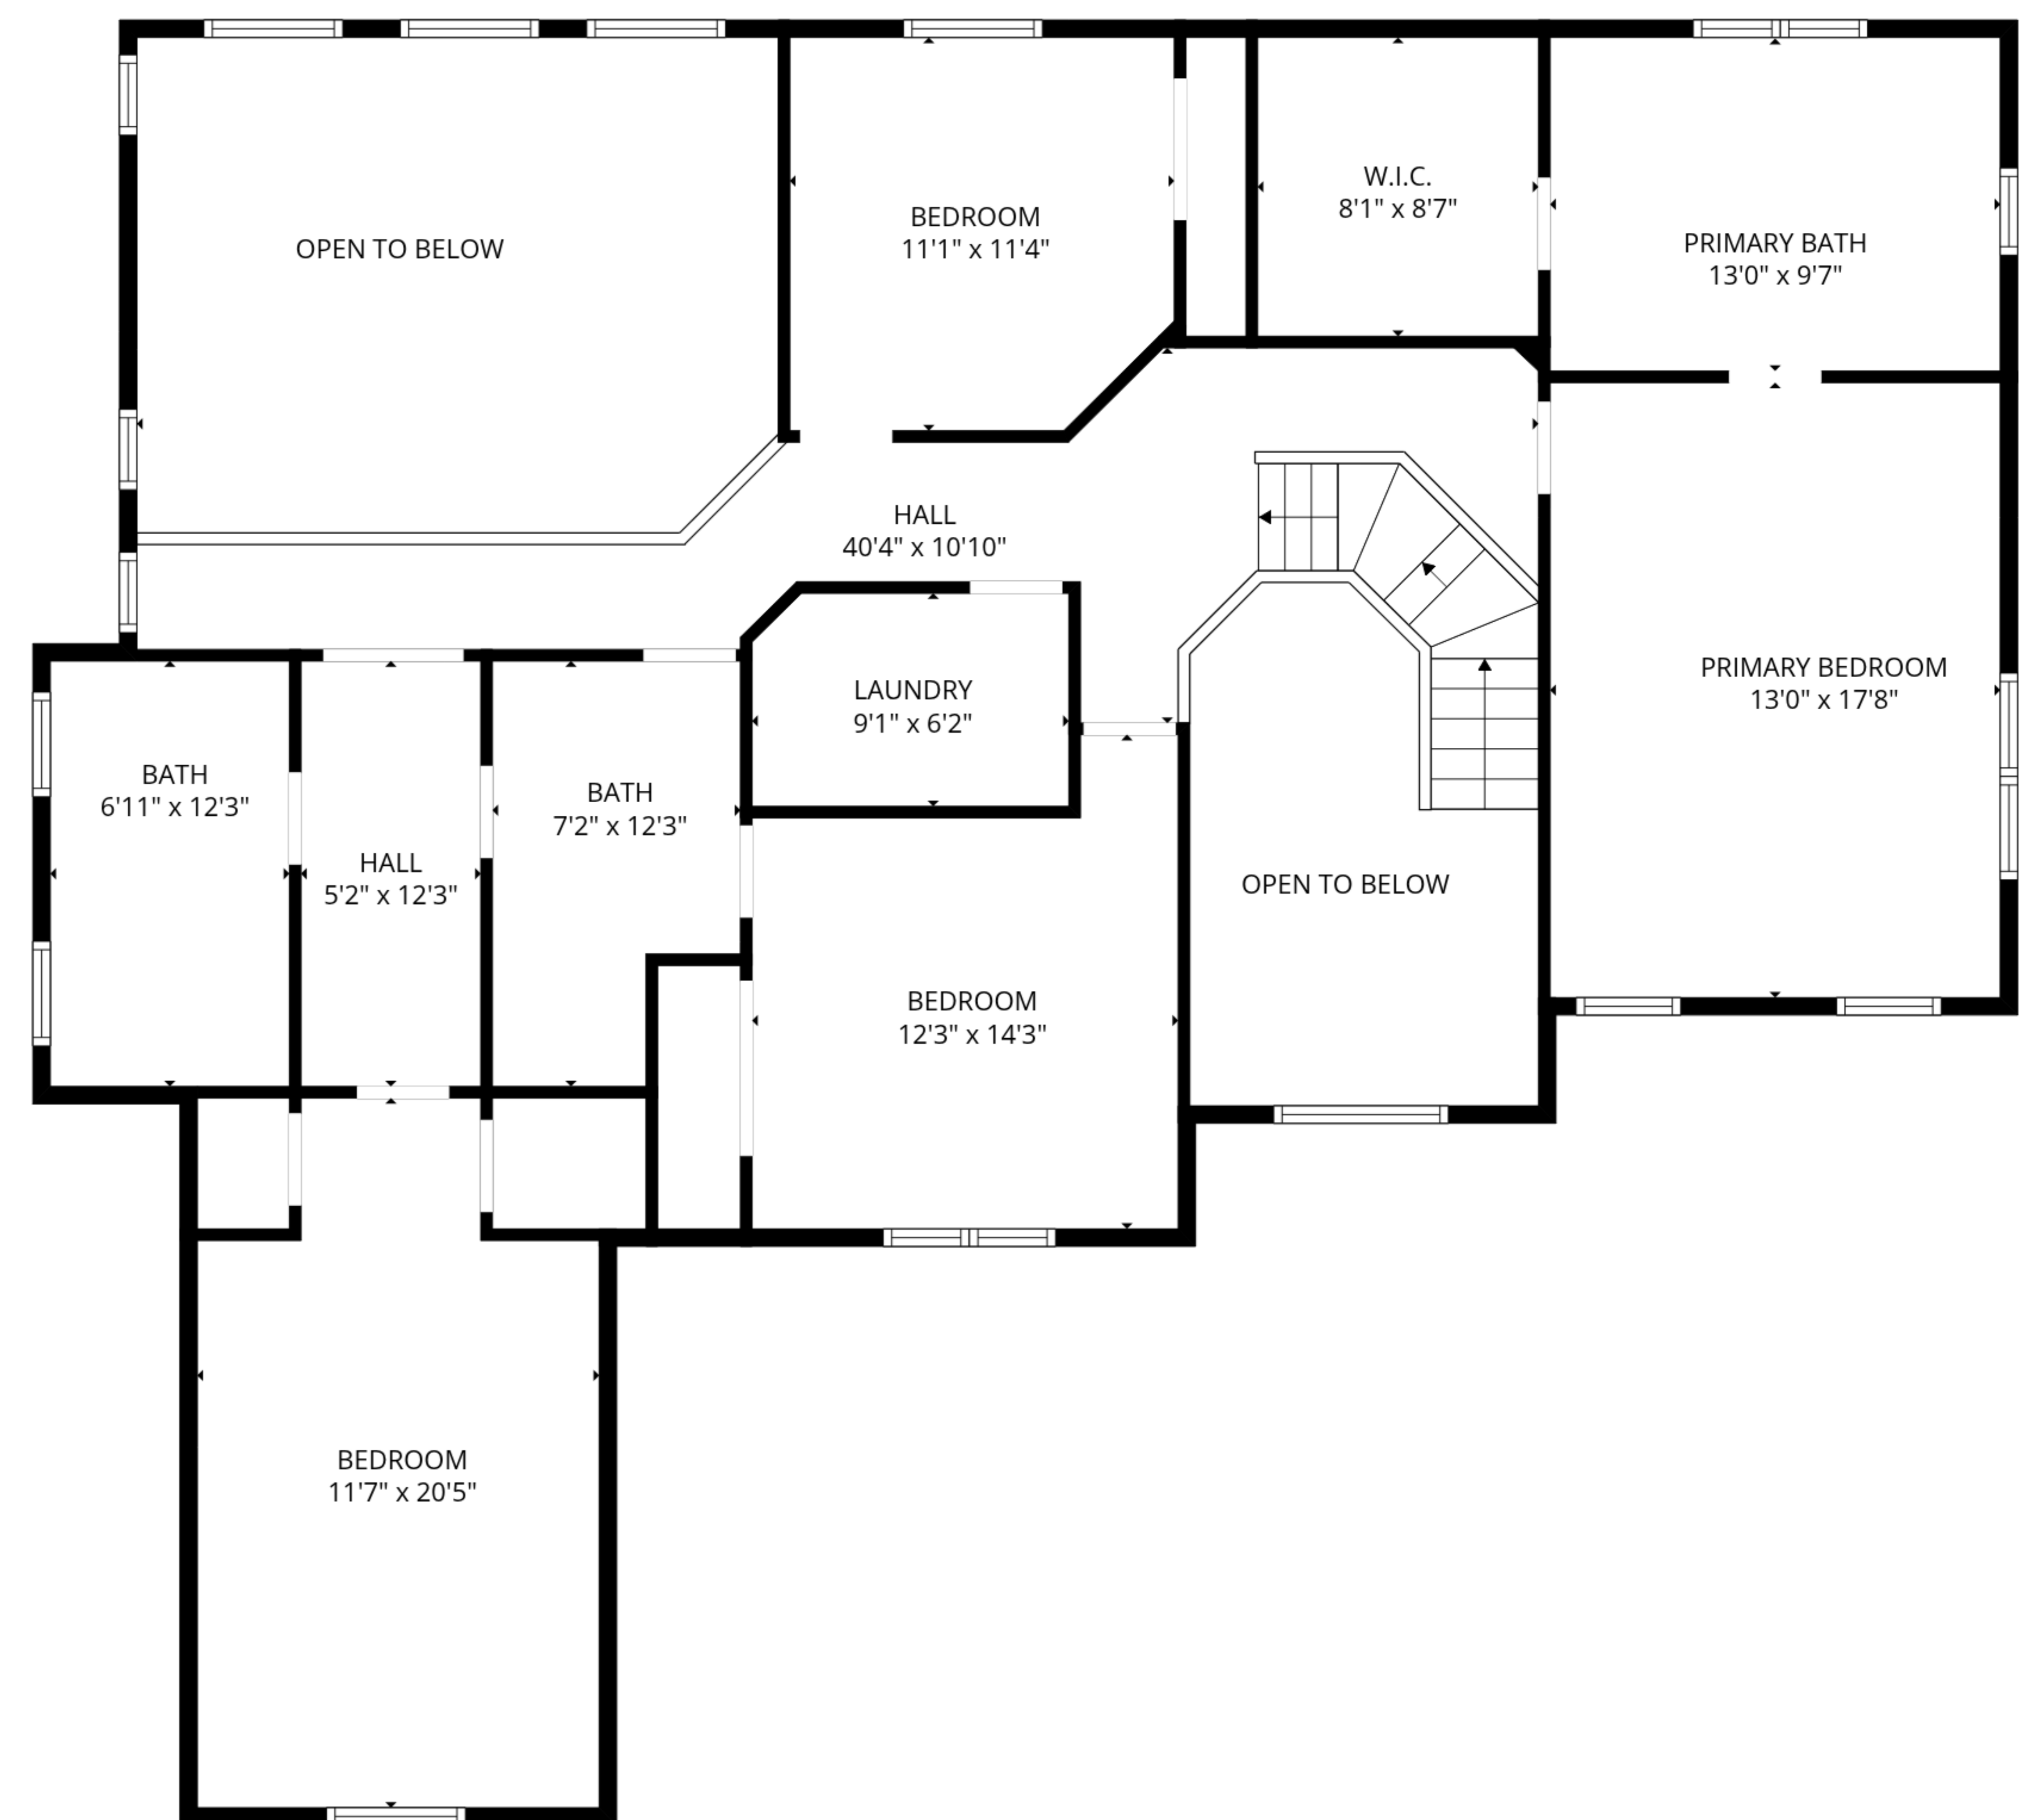 OPEN TO BELOW
BEDROOM
11'1" x 11'4"
W.I.C.
8'1" x 8'7"
PRIMARY BATH
13'0" x 9'7"
HALL
40'4" x 10'10"
PRIMARY BEDROOM
13'0" x 17'8"
LAUNDRY
9'1" x 6'2"
BATH
6'11" x 12'3"
BATH
7'2" x 12'3"
HALL
5'2" x 12'3"
OPEN TO BELOW
BEDROOM
12'3" x 14'3"
BEDROOM
11'7" x 20'5"